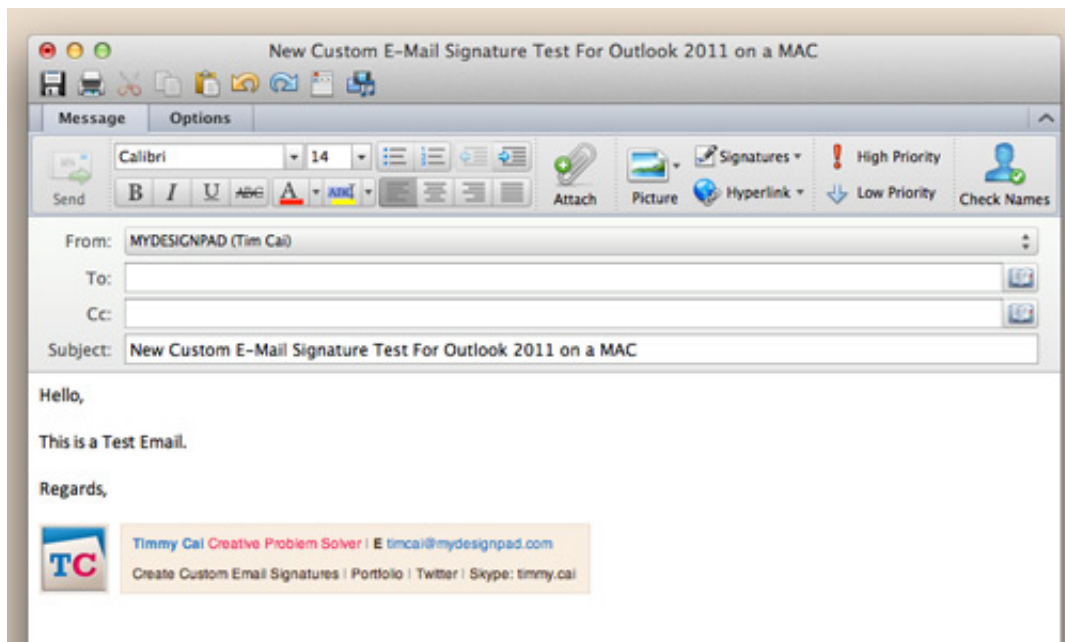 New Custom E-Mail Signature Test For Outlook 2011 on a MAC
Message Options
Calibri 14 Signatures High Priority
Send B I U ABC A ABC Attach Picture Hyperlink Low Priority Check Names
From: MYDESIGNPAD (Tim Cai)
To:
Cc:
Subject: New Custom E-Mail Signature Test For Outlook 2011 on a MAC
Hello,
This is a Test Email.
Regards,
TC
Timmy Cai Creative Problem Solver | E timcai@mydesignpad.com
Create Custom Email Signatures | Portfolio | Twitter | Skype: timmy.cai